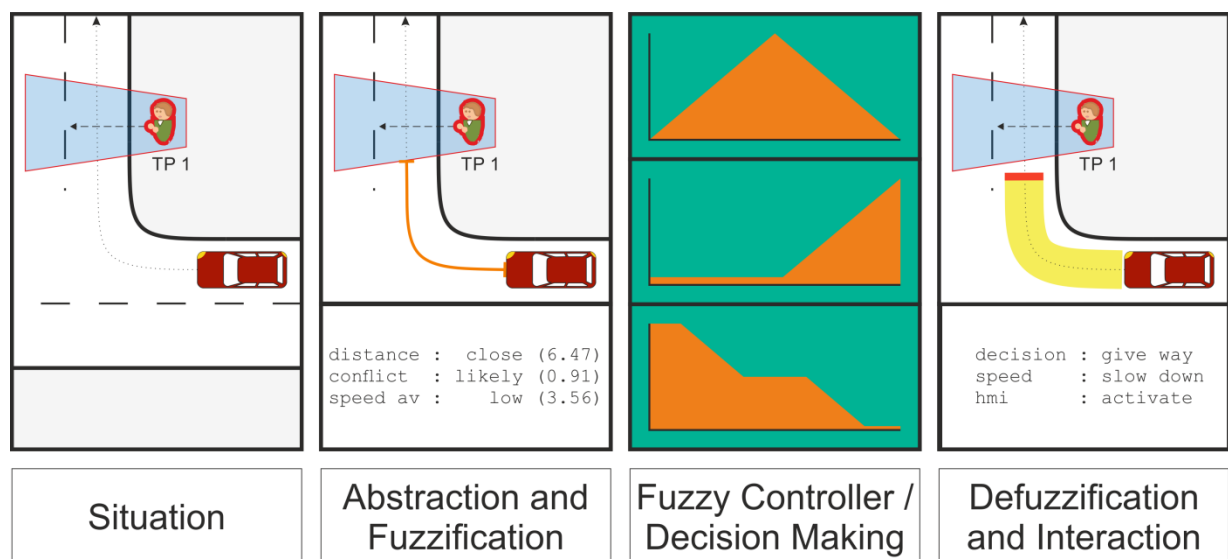 TP 1
TP 1
TP 1
distance : close (6.47)
conflict : likely (0.91)
speed av : low (3.56)
decision : give way
speed : slow down
hmi : activate
Situation
Abstraction and
Fuzzification
Fuzzy Controller /
Decision Making
Defuzzification
and Interaction